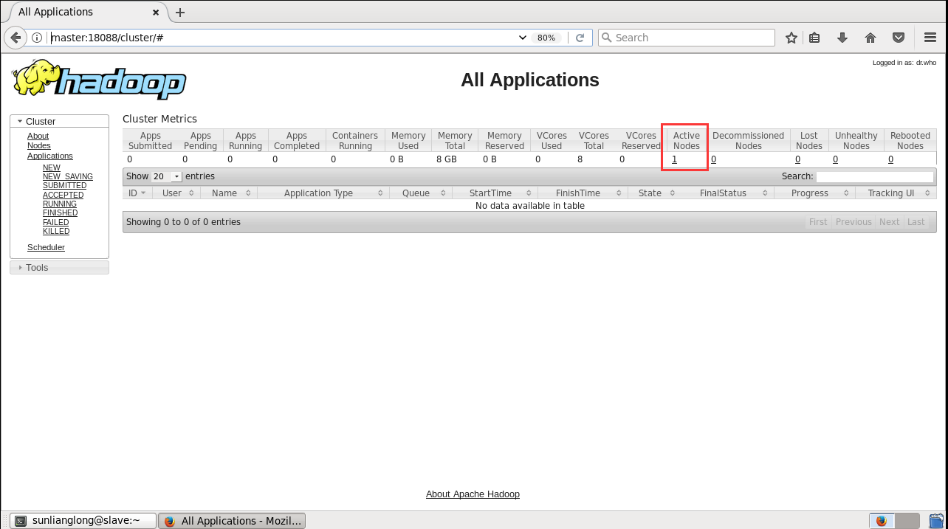 All Applications
master:18088/cluster/#
80%
Search
Logged in as: dr.who
hadoop
All Applications
Cluster
About
Nodes
Applications
NEW
NEW_SAVING
SUBMITTED
ACCEPTED
RUNNING
FINISHED
FAILED
KILLED
Scheduler
Tools
Cluster Metrics
Apps Submitted Apps Pending Apps Running Apps Completed Containers Running Memory Used Memory Total Memory Reserved VCores Used VCores Total VCores Reserved Active Nodes Decommissioned Nodes Lost Nodes Unhealthy Nodes Rebooted Nodes
0 0 0 0 0 0 B 8 GB 0 B 0 8 0 1 0 0 0 0
Show 20 entries Search:
ID User Name Application Type Queue StartTime FinishTime State FinalStatus Progress Tracking UI
No data available in table
Showing 0 to 0 of 0 entries First Previous Next Last
About Apache Hadoop
sunlianglong@slave:~ All Applications - Mozil...